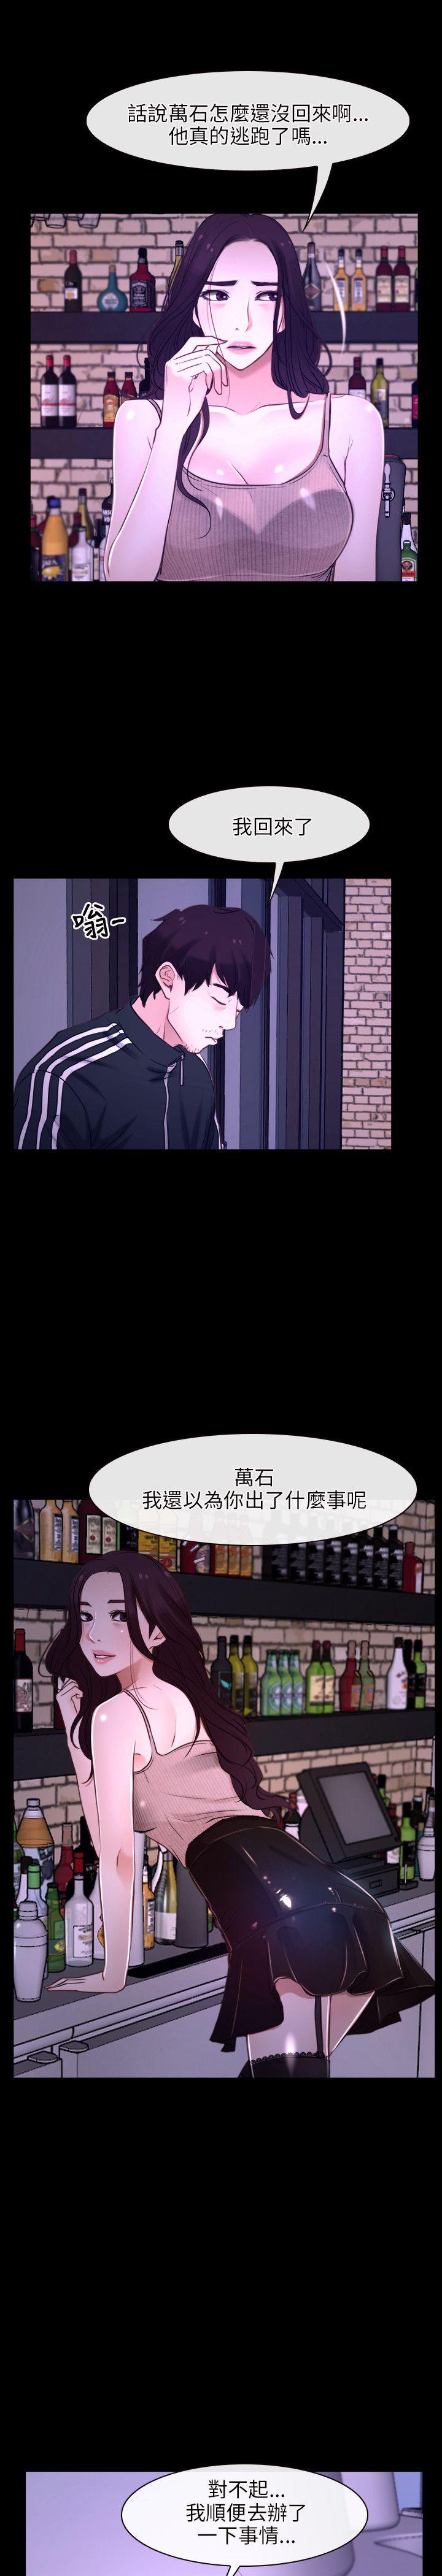 話說萬石怎麼還沒回來啊...
他真的逃跑了嗎...
我回來了
嗡-
萬石
我還以為你出了什麼事呢
對不起...
我順便去辦了
一下事情...